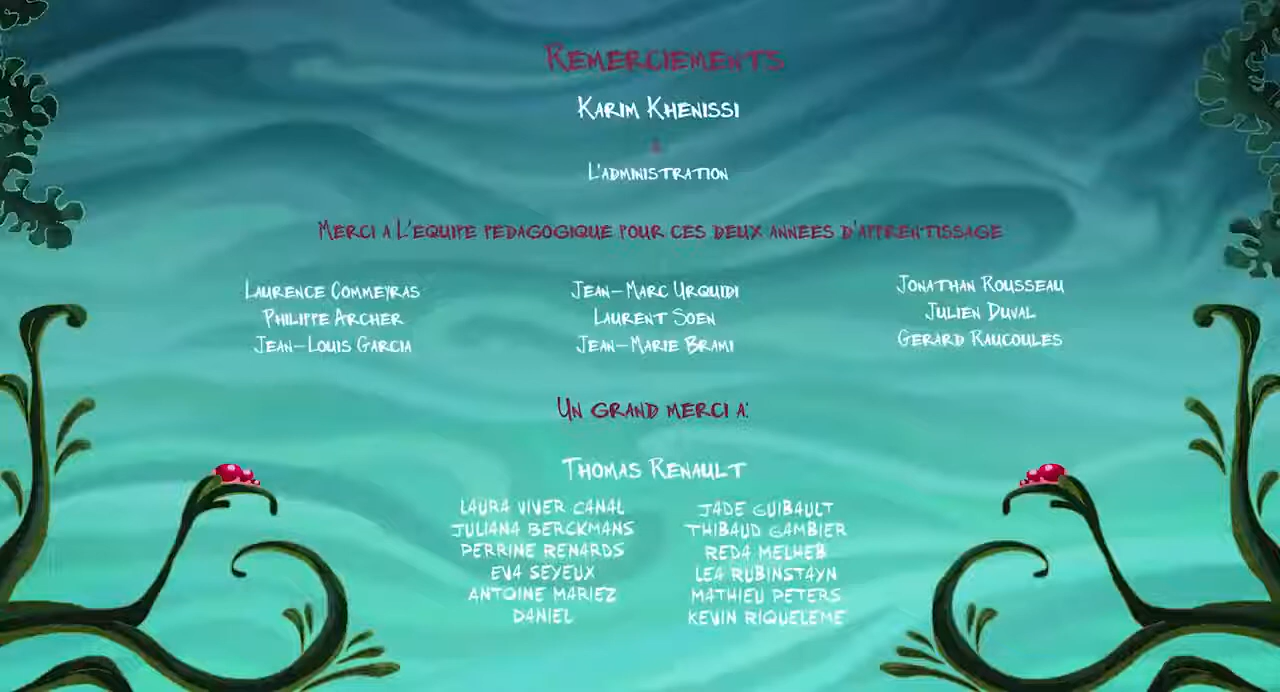 Remerciements
Karim Khenissi
&
L'administration
Merci a L'equipe pedagogique pour ces deux annees d'apprentissage
Laurence Commeyras
Philippe Archer
Jean-Louis Garcia
Jean-Marc Urquidi
Laurent Soen
Jean-Marie Brami
Jonathan Rousseau
Julien Duval
Gerard Raucoules
Un grand merci a:
Thomas Renault
LAURA VIVER CANAL
JULIANA BERCKMANS
PERRINE RENARDS
EVA SEYEUX
ANTOINE MARIEZ
DANIEL
JADE GUIBAULT
THIBAUD GAMBIER
REDA MELHEB
LEA RUBINSTAYN
MATHIEU PETERS
KEVIN RIQUELEME